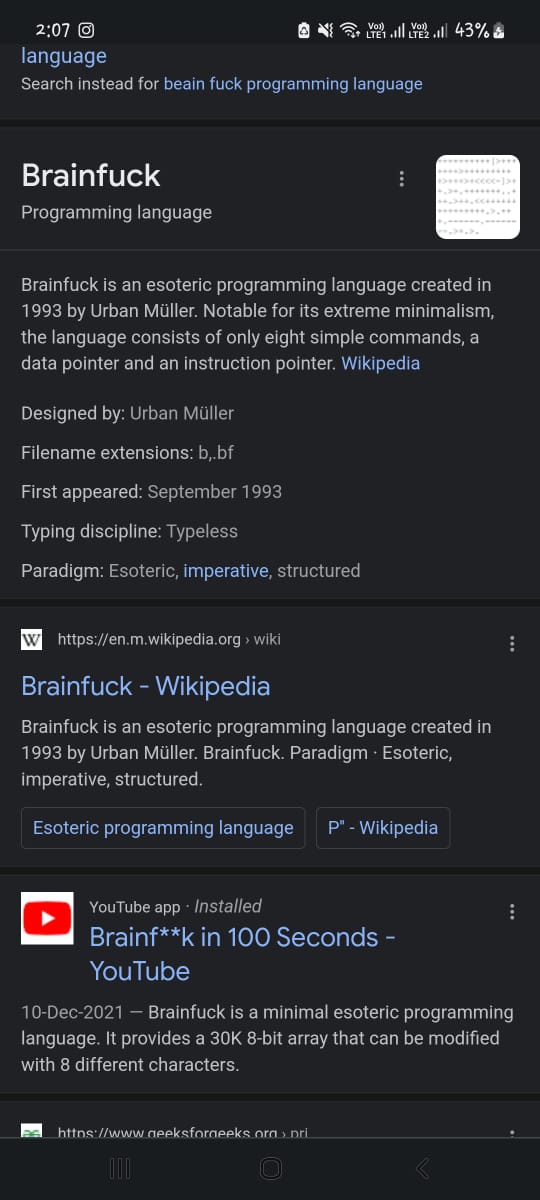 2:07
Vo)) LTE1 Vo)) LTE2 43%
language
Search instead for beain fuck programming language
Brainfuck
Programming language
Brainfuck is an esoteric programming language created in
1993 by Urban Müller. Notable for its extreme minimalism,
the language consists of only eight simple commands, a
data pointer and an instruction pointer. Wikipedia
Designed by: Urban Müller
Filename extensions: b,.bf
First appeared: September 1993
Typing discipline: Typeless
Paradigm: Esoteric, imperative, structured
W https://en.m.wikipedia.org › wiki
Brainfuck - Wikipedia
Brainfuck is an esoteric programming language created in
1993 by Urban Müller. Brainfuck. Paradigm · Esoteric,
imperative, structured.
Esoteric programming language P" - Wikipedia
YouTube app · Installed
Brainf**k in 100 Seconds -
YouTube
10-Dec-2021 — Brainfuck is a minimal esoteric programming
language. It provides a 30K 8-bit array that can be modified
with 8 different characters.
https://www.geeksforgeeks.org › pri